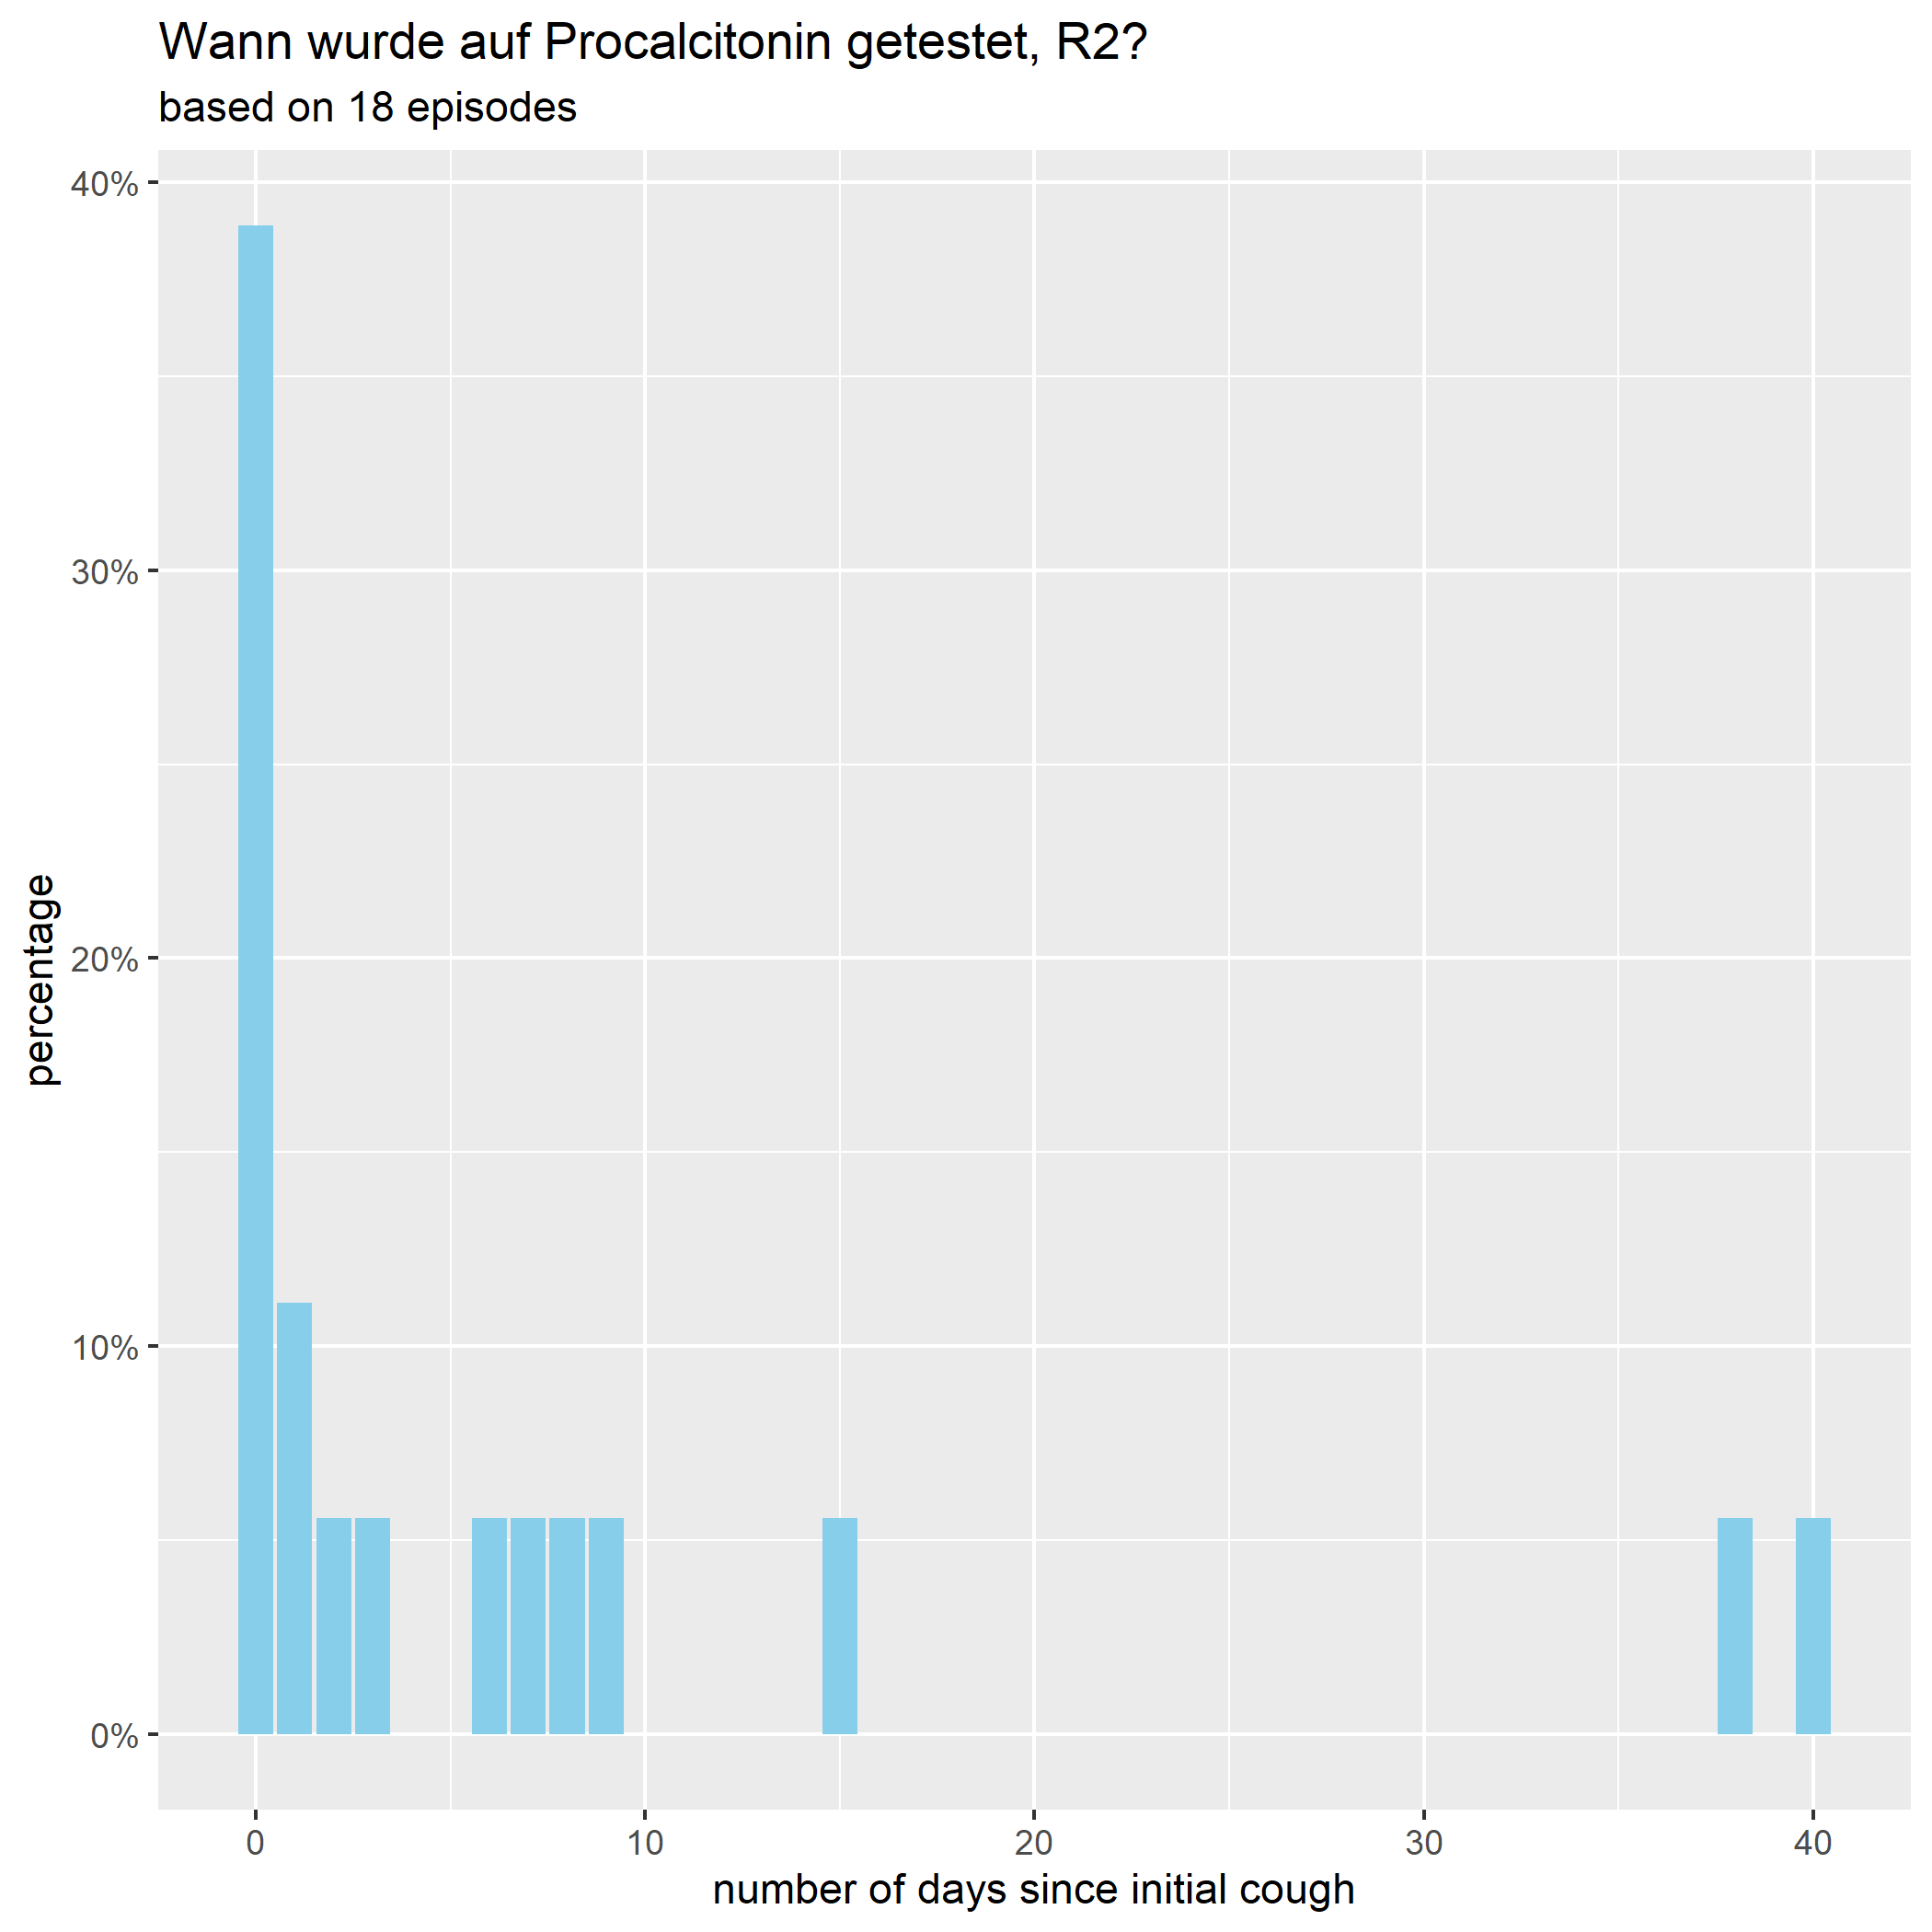 Wann wurde auf Procalcitonin getestet, R2?
based on 18 episodes
40%
30%
20%
10%
0%
percentage
0 10 20 30 40
number of days since initial cough